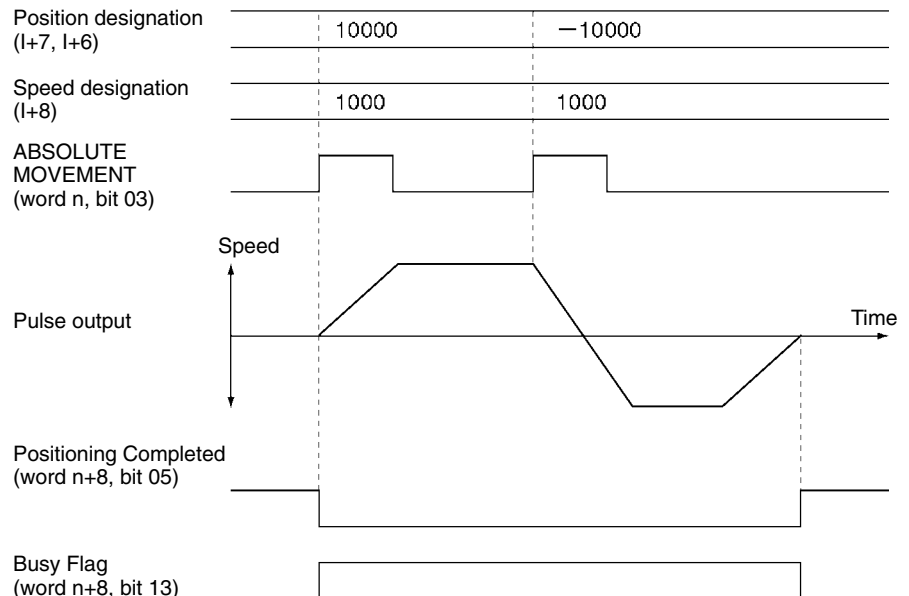 Position designation
(I+7, I+6)
10000
−10000
Speed designation
(I+8)
1000
1000
ABSOLUTE
MOVEMENT
(word n, bit 03)
Speed
Pulse output
Time
Positioning Completed
(word n+8, bit 05)
Busy Flag
(word n+8, bit 13)